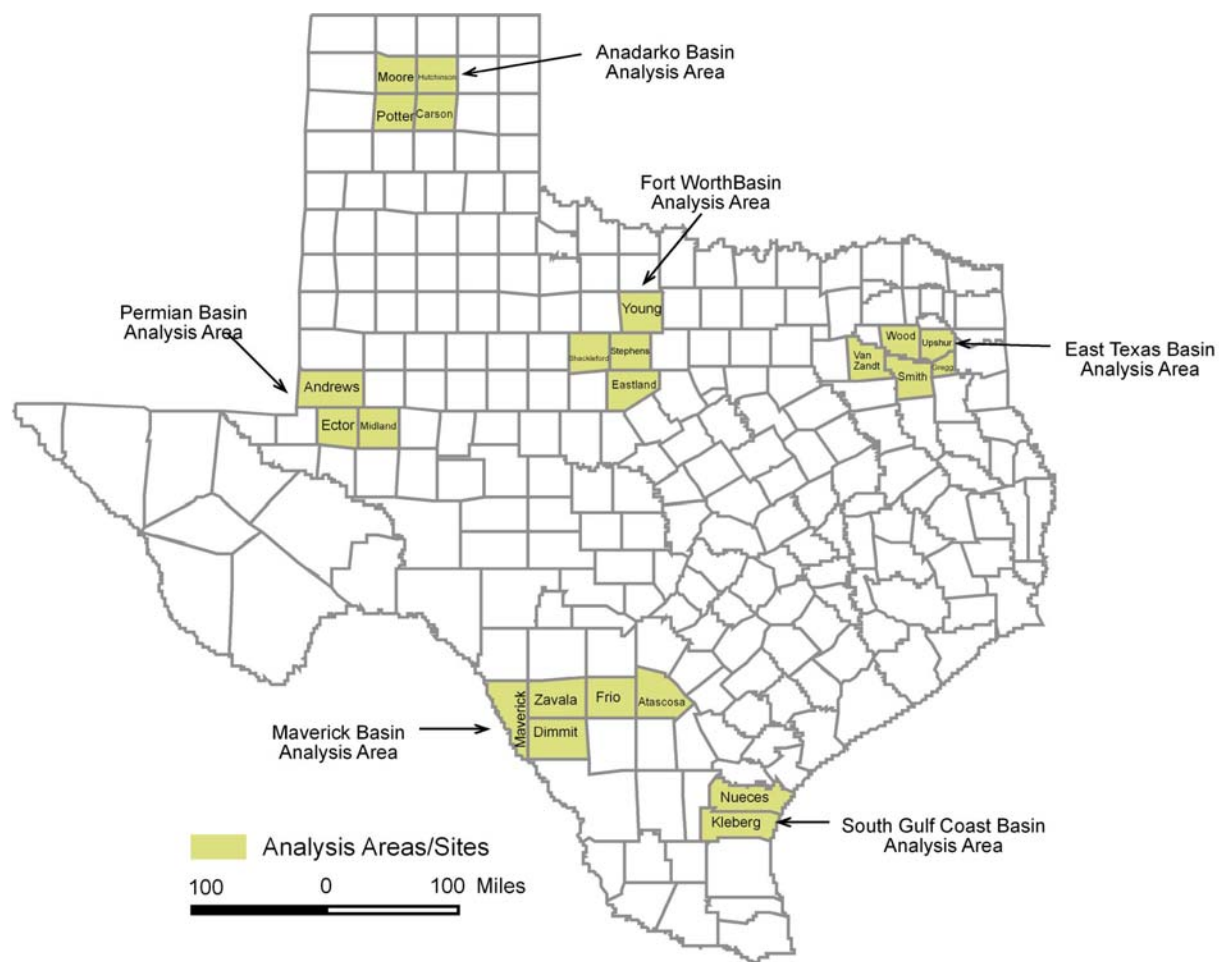 Anadarko Basin
Analysis Area
Moore Hutchinson
Potter Carson
Fort WorthBasin
Analysis Area
Permian Basin
Analysis Area
Young
Shackleford Stephens
Eastland
Wood Upshur
Van
Zandt
Smith Gregg
East Texas Basin
Analysis Area
Andrews
Ector Midland
Maverick Zavala Frio Atascosa
Dimmit
Maverick Basin
Analysis Area
Nueces
Kleberg
South Gulf Coast Basin
Analysis Area
Analysis Areas/Sites
100 0 100 Miles